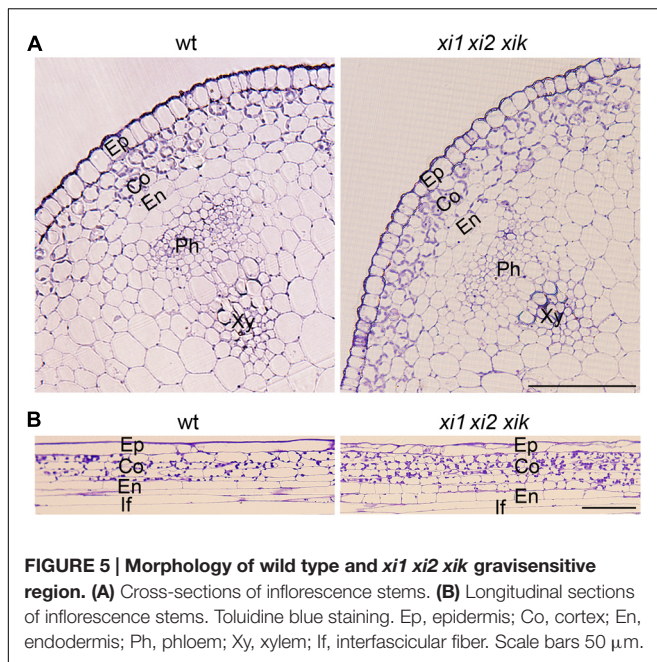 A
wt
xi1 xi2 xik
Ep
Co
En
Ph
Xy
Ep
Co
En
Ph
Xy
B
wt
xi1 xi2 xik
Ep
Co
En
If
Ep
Co
En
If
FIGURE 5 | Morphology of wild type and xi1 xi2 xik gravisensitive
region. (A) Cross-sections of inflorescence stems. (B) Longitudinal sections
of inflorescence stems. Toluidine blue staining. Ep, epidermis; Co, cortex; En,
endodermis; Ph, phloem; Xy, xylem; If, interfascicular fiber. Scale bars 50 μm.